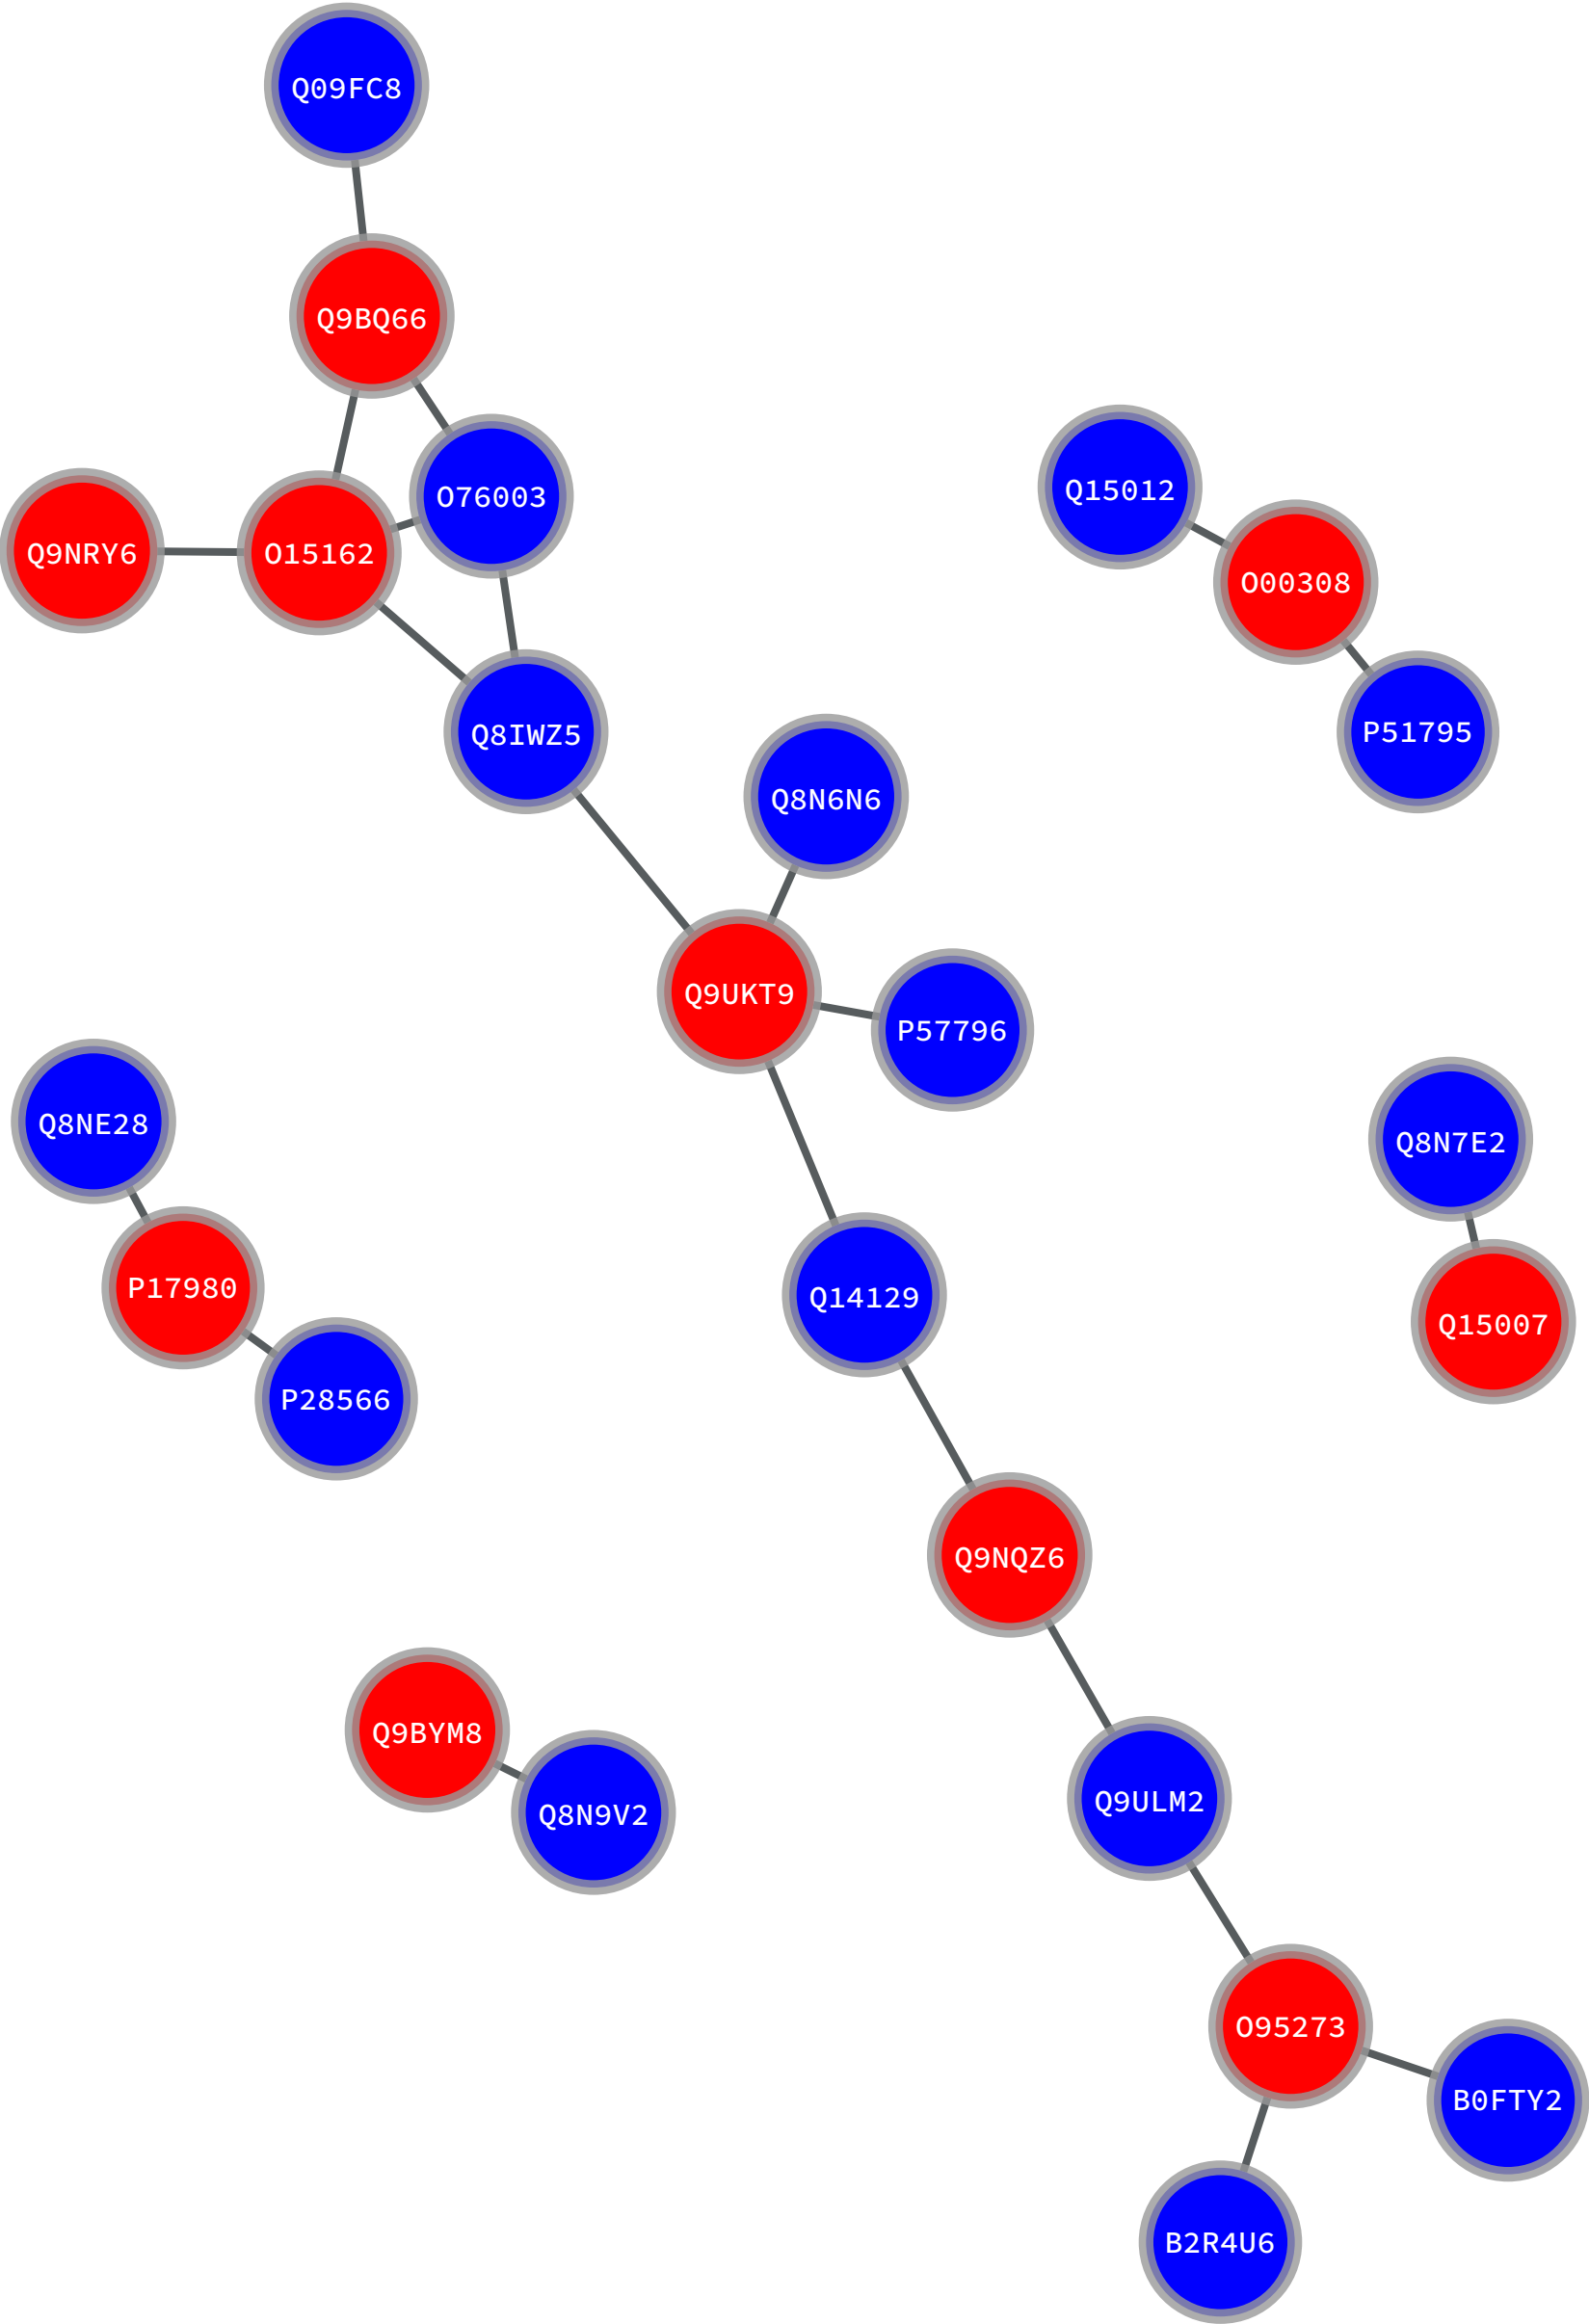 Q09FC8
Q9BQ66
Q15012
O76003
Q9NRY6
O15162
O00308
Q8IWZ5
P51795
Q8N6N6
Q9UKT9
P57796
Q8NE28
Q8N7E2
P17980
Q14129
Q15007
P28566
Q9NQZ6
Q9BYM8
Q9ULM2
Q8N9V2
O95273
B0FTY2
B2R4U6